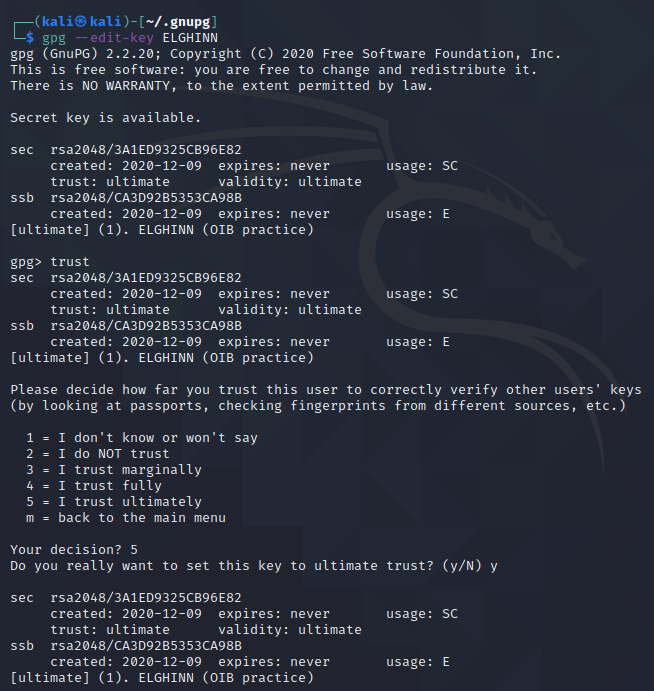 ┌──(kali㉿kali)-[~/.gnupg]
└─$ gpg --edit-key ELGHINN
gpg (GnuPG) 2.2.20; Copyright (C) 2020 Free Software Foundation, Inc.
This is free software: you are free to change and redistribute it.
There is NO WARRANTY, to the extent permitted by law.

Secret key is available.

sec  rsa2048/3A1ED9325CB96E82
     created: 2020-12-09  expires: never       usage: SC
     trust: ultimate      validity: ultimate
ssb  rsa2048/CA3D92B5353CA98B
     created: 2020-12-09  expires: never       usage: E
[ultimate] (1). ELGHINN (OIB practice)

gpg> trust
sec  rsa2048/3A1ED9325CB96E82
     created: 2020-12-09  expires: never       usage: SC
     trust: ultimate      validity: ultimate
ssb  rsa2048/CA3D92B5353CA98B
     created: 2020-12-09  expires: never       usage: E
[ultimate] (1). ELGHINN (OIB practice)

Please decide how far you trust this user to correctly verify other users' keys
(by looking at passports, checking fingerprints from different sources, etc.)

  1 = I don't know or won't say
  2 = I do NOT trust
  3 = I trust marginally
  4 = I trust fully
  5 = I trust ultimately
  m = back to the main menu

Your decision? 5
Do you really want to set this key to ultimate trust? (y/N) y

sec  rsa2048/3A1ED9325CB96E82
     created: 2020-12-09  expires: never       usage: SC
     trust: ultimate      validity: ultimate
ssb  rsa2048/CA3D92B5353CA98B
     created: 2020-12-09  expires: never       usage: E
[ultimate] (1). ELGHINN (OIB practice)